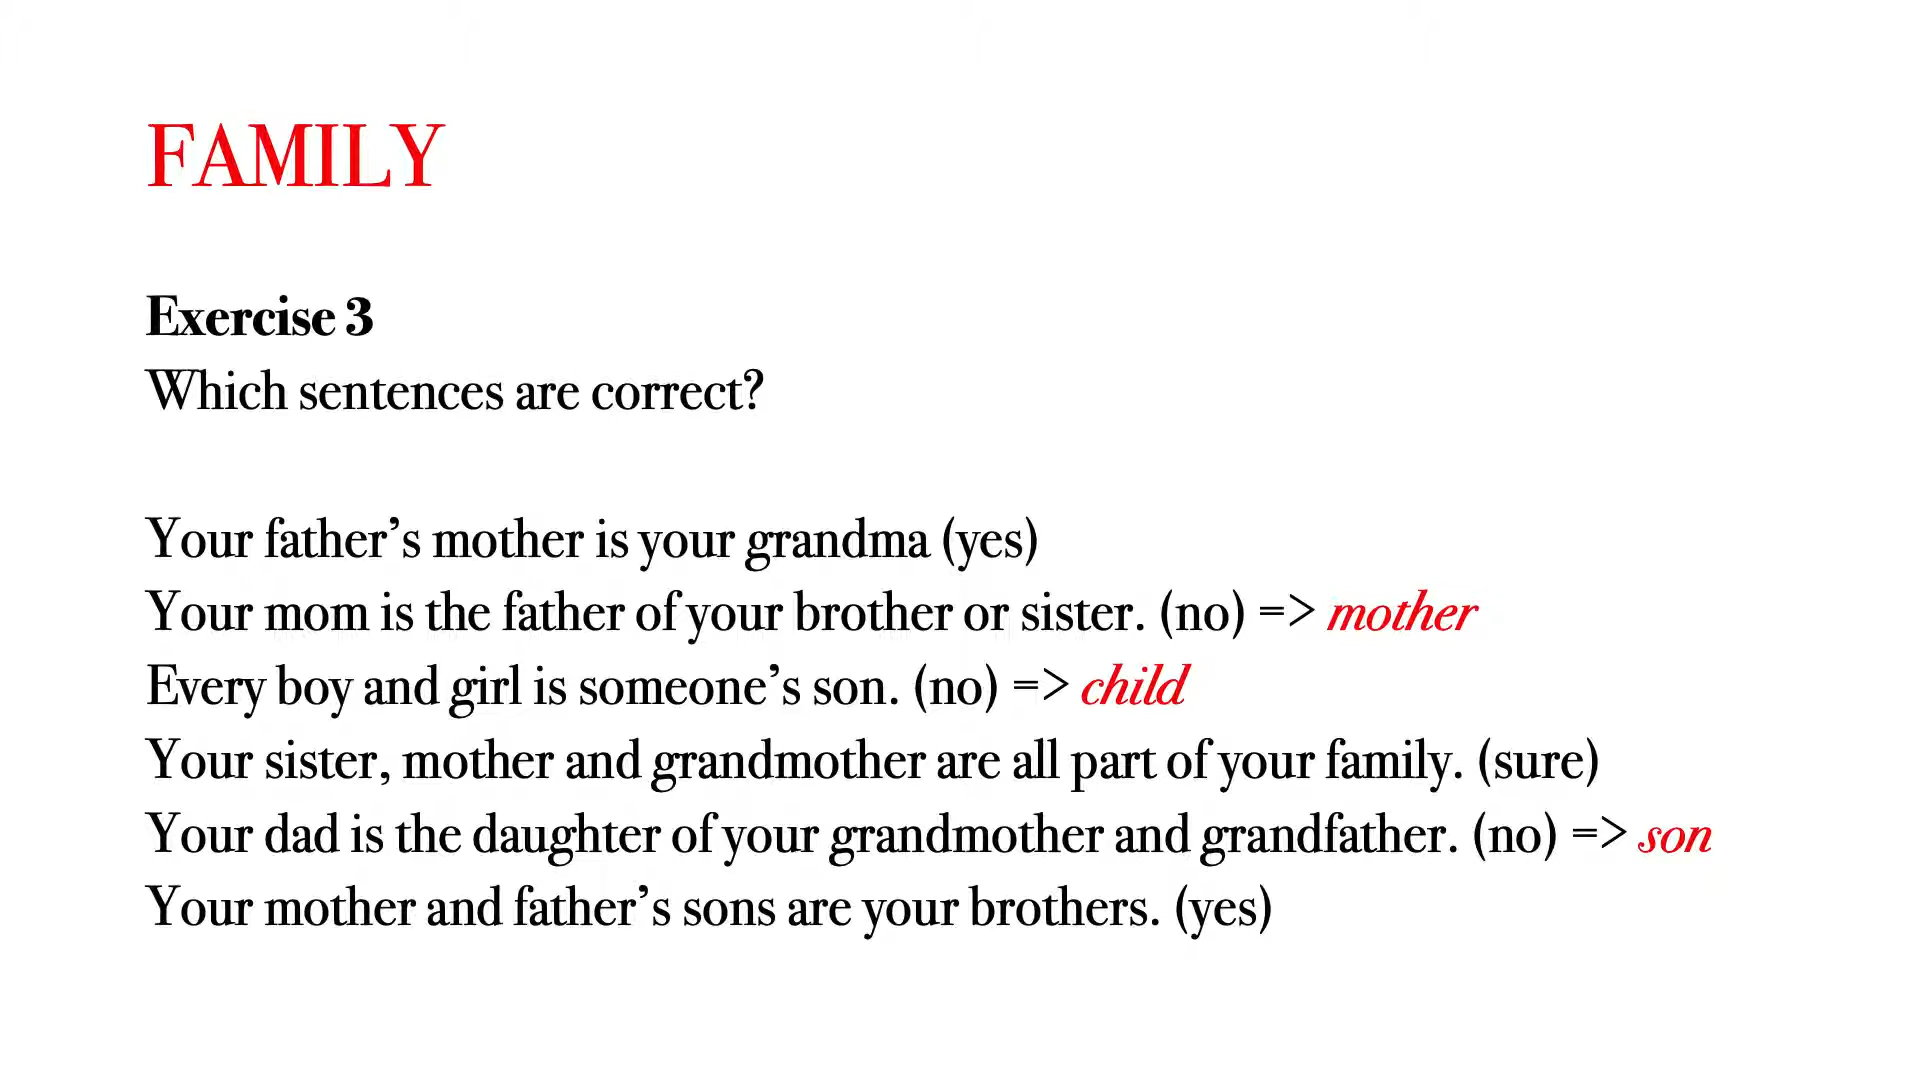 FAMILY
Exercise 3
Which sentences are correct?
Your father’s mother is your grandma (yes)
Your mom is the father of your brother or sister. (no) => mother
Every boy and girl is someone’s son. (no) => child
Your sister, mother and grandmother are all part of your family. (sure)
Your dad is the daughter of your grandmother and grandfather. (no) => son
Your mother and father’s sons are your brothers. (yes)